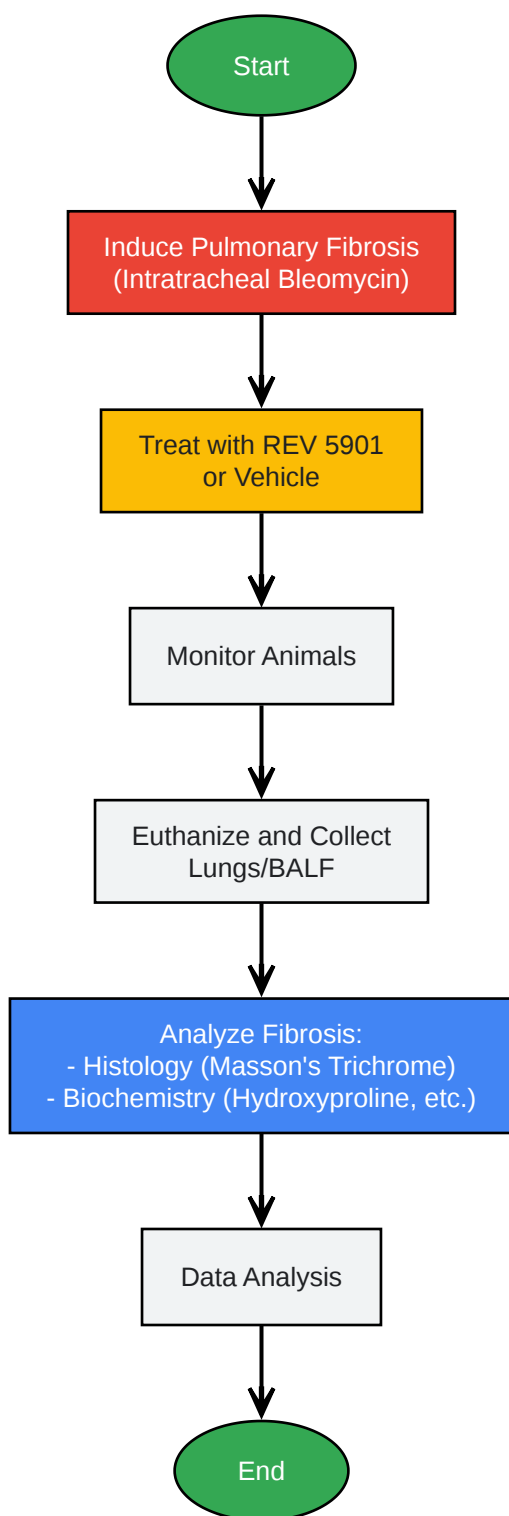 Start
Induce Pulmonary Fibrosis
(Intratracheal Bleomycin)
Treat with REV 5901
or Vehicle
Monitor Animals
Euthanize and Collect
Lungs/BALF
Analyze Fibrosis:
- Histology (Masson's Trichrome)
- Biochemistry (Hydroxyproline, etc.)
Data Analysis
End